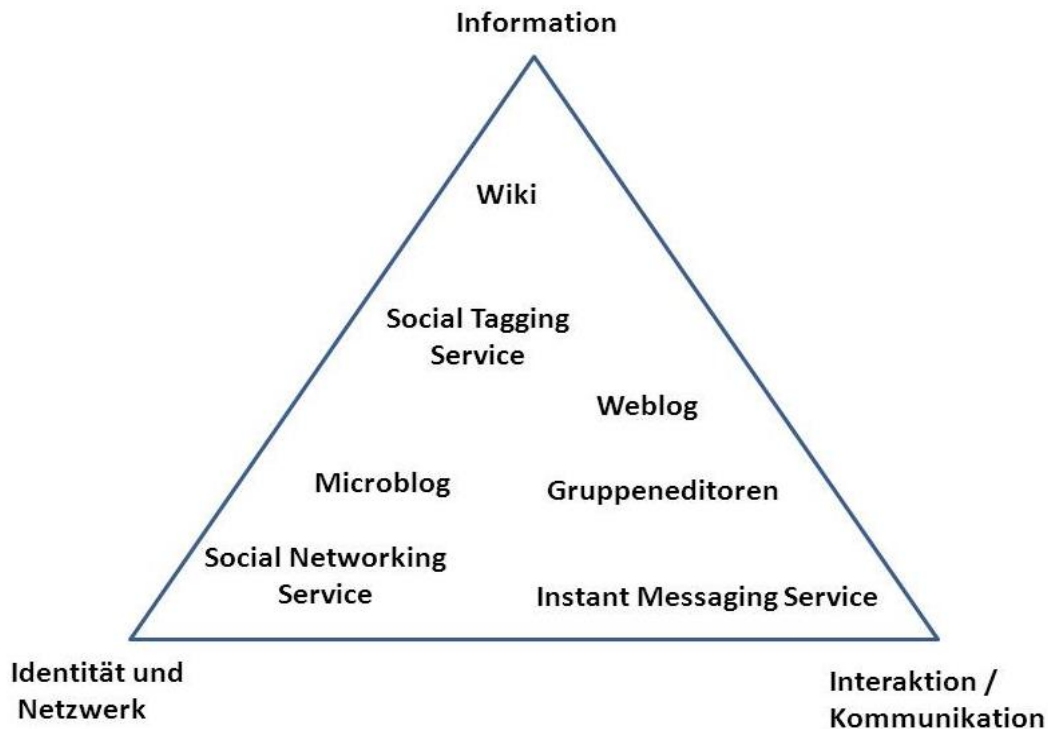 Information
Wiki
Social Tagging
Service
Weblog
Microblog
Gruppeneditoren
Social Networking
Service
Instant Messaging Service
Identität und
Netzwerk
Interaktion /
Kommunikation